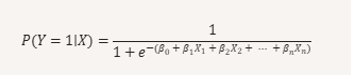 P(Y = 1|X) = 1 / 1 + e^−(β₀ + β₁X₁ + β₂X₂ + ⋯ + βₙXₙ)